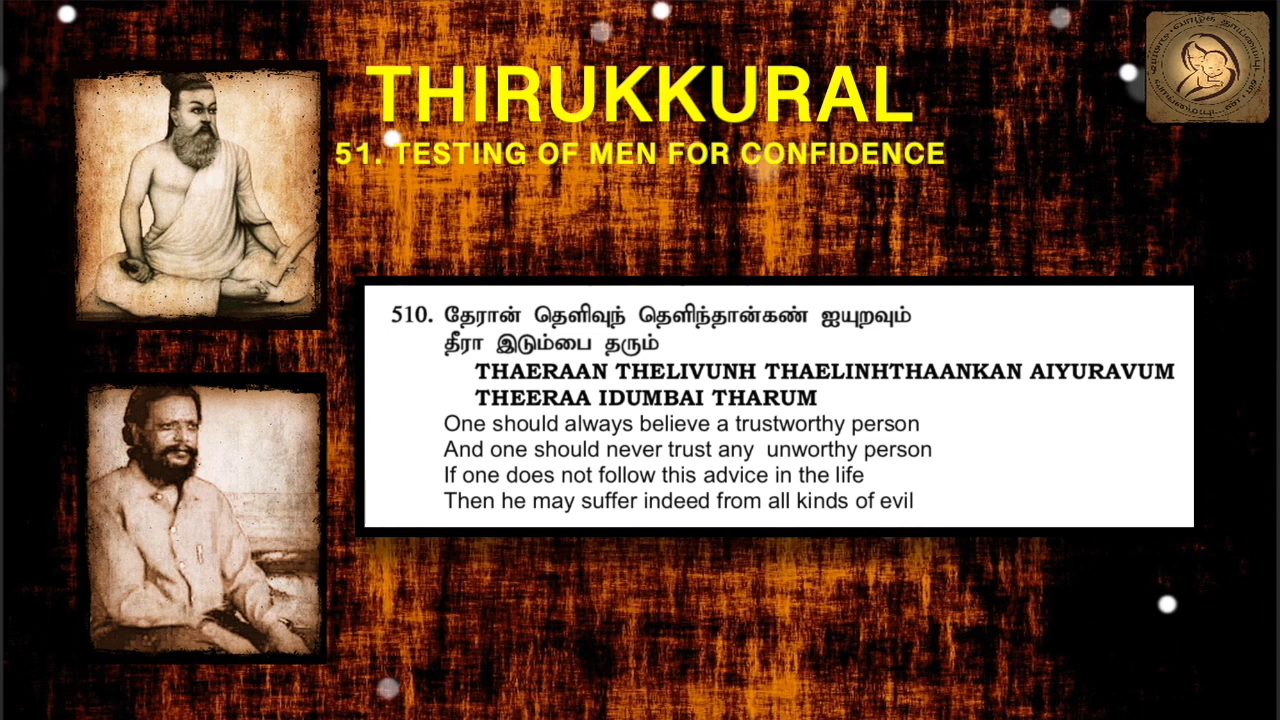 THIRUKKURAL
51. TESTING OF MEN FOR CONFIDENCE
510. தேரான் தெளிவுந் தெளிந்தான்கண் ஐயுறவும்
தீரா இடும்பை தரும்
THAERAAN THELIVUNH THAELINHTHAANKAN AIYURAVUM
THEERAA IDUMBAI THARUM
One should always believe a trustworthy person
And one should never trust any unworthy person
If one does not follow this advice in the life
Then he may suffer indeed from all kinds of evil